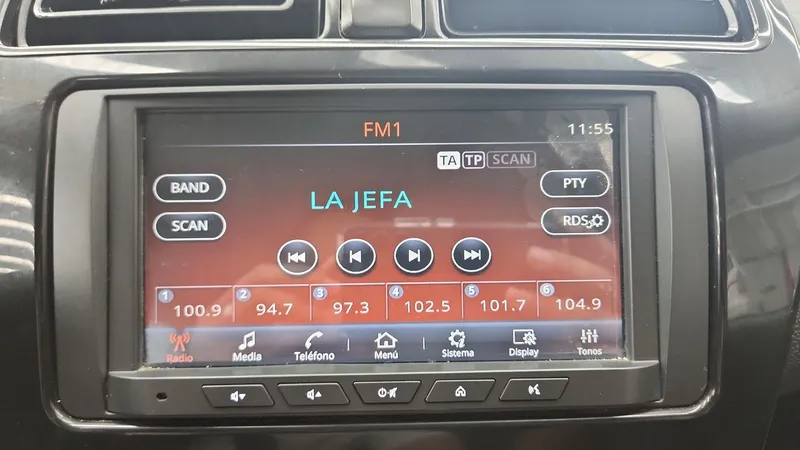 FM1
11:55
TA TP SCAN
BAND
PTY
LA JEFA
SCAN
RDS
1 2 3 4 5 6
100.9 94.7 97.3 102.5 101.7 104.9
Radio Media Teléfono Menú Sistema Display Tonos